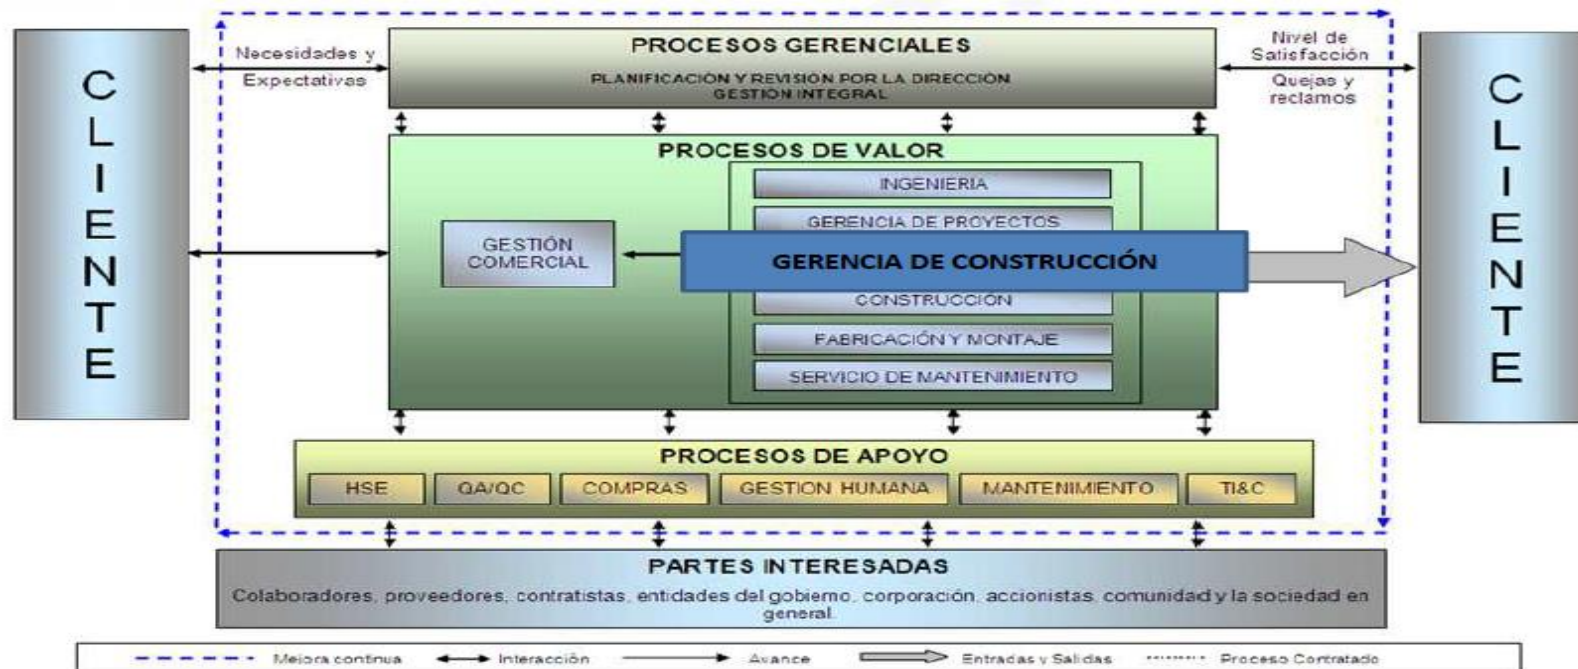 CLIENTE
Necesidades y
Expectativas
PROCESOS GERENCIALES
PLANIFICACIÓN Y REVISIÓN POR LA DIRECCIÓN
GESTIÓN INTEGRAL
Nivel de
Satisfacción
Quejas y
reclamos
CLIENTE
PROCESOS DE VALOR
INGENIERIA
GERENCIA DE PROYECTOS
GESTIÓN
COMERCIAL
GERENCIA DE CONSTRUCCIÓN
CONSTRUCCIÓN
FABRICACIÓN Y MONTAJE
SERVICIO DE MANTENIMIENTO
PROCESOS DE APOYO
HSE
QA/QC
COMPRAS
GESTION HUMANA
MANTENIMIENTO
TI&C
PARTES INTERESADAS
Colaboradores, proveedores, contratistas, entidades del gobierno, corporación, accionistas, comunidad y la sociedad en
general.
Mejora continua
Interacción
Avance
Entradas y Salidas
Proceso Contratado